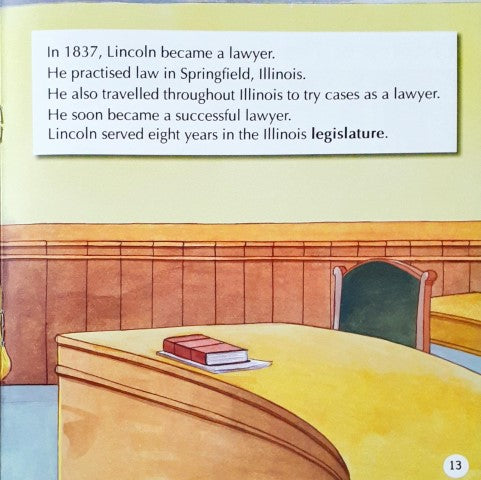 In 1837, Lincoln became a lawyer.
He practised law in Springfield, Illinois.
He also travelled throughout Illinois to try cases as a lawyer.
He soon became a successful lawyer.
Lincoln served eight years in the Illinois legislature.
13